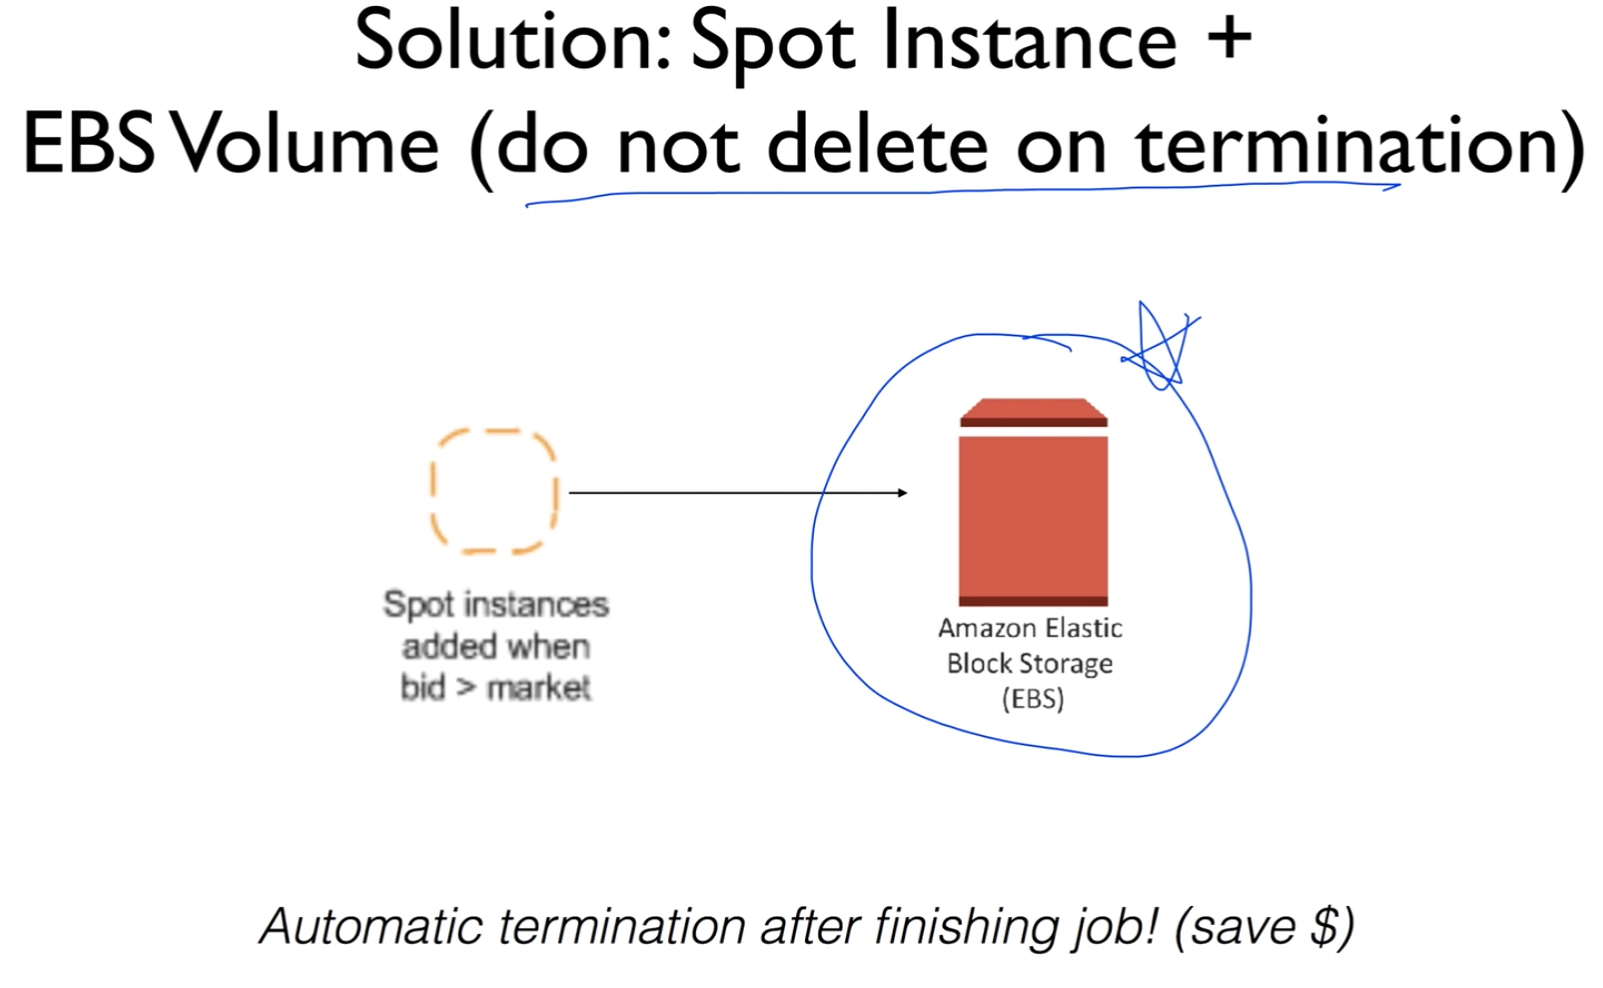 Solution: Spot Instance +
EBS Volume (do not delete on termination)
Spot instances
added when
bid > market
Amazon Elastic
Block Storage
(EBS)
Automatic termination after finishing job! (save $)